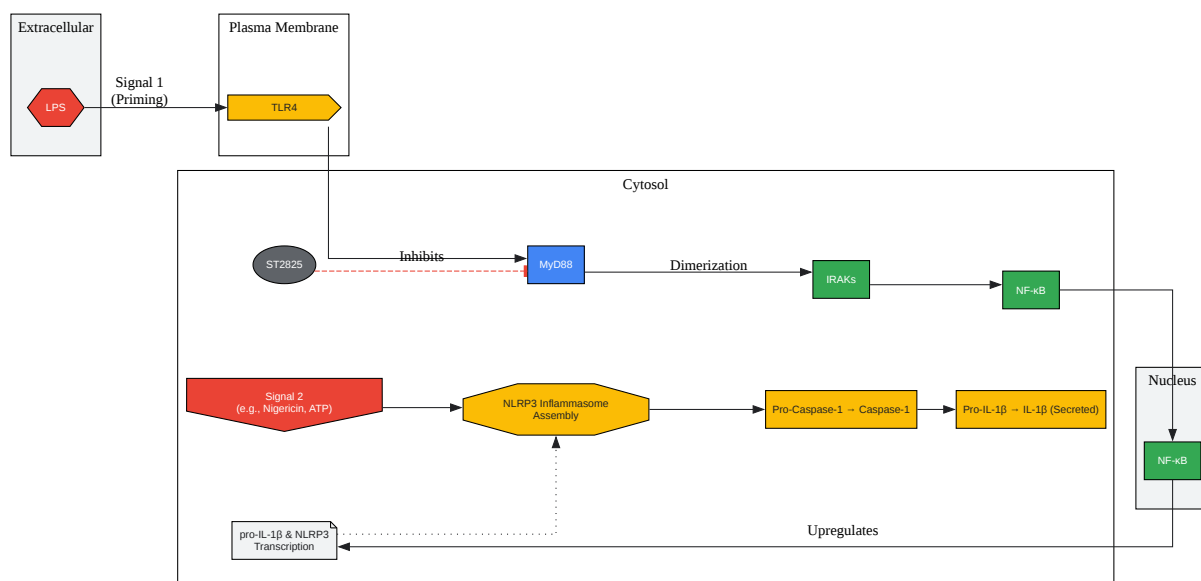 Extracellular
Plasma Membrane
Signal 1
(Priming)
LPS
TLR4
Cytosol
Inhibits
ST2825
MyD88
Dimerization
IRAKs
NF-κB
Nucleus
Signal 2
(e.g., Nigericin, ATP)
NLRP3 Inflammasome
Assembly
Pro-Caspase-1 → Caspase-1
Pro-IL-1β → IL-1β (Secreted)
NF-κB
pro-IL-1β & NLRP3
Transcription
Upregulates